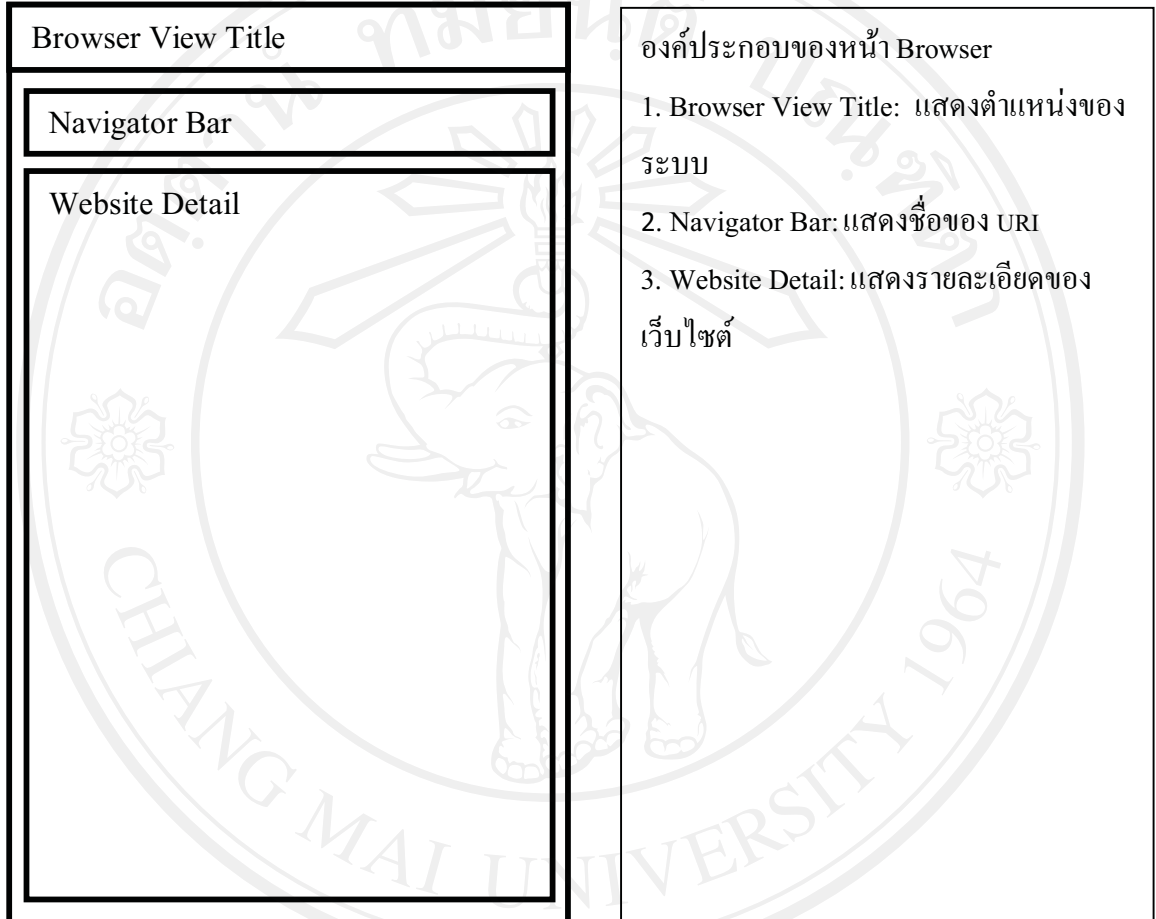 Browser View Title
Navigator Bar
Website Detail
องค์ประกอบของหน้า Browser
1. Browser View Title: แสดงตำแหน่งของ
ระบบ
2. Navigator Bar: แสดงชื่อของ URI
3. Website Detail: แสดงรายละเอียดของ
เว็บไซต์
CHIANG MAI UNIVERSITY 1964